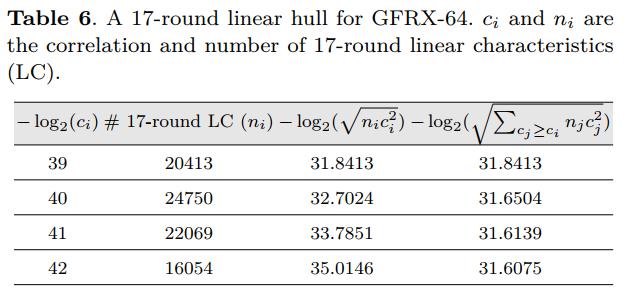 Table 6. A 17-round linear hull for GFRX-64. $c_i$ and $n_i$ are
the correlation and number of 17-round linear characteristics
(LC).
$-\log_2(c_i)$ # 17-round LC $(n_i)$ $-\log_2(\sqrt{n_i c_i^2})$ $-\log_2(\sqrt{\sum_{c_j \geq c_i} n_j c_j^2})$
39 20413 31.8413 31.8413
40 24750 32.7024 31.6504
41 22069 33.7851 31.6139
42 16054 35.0146 31.6075